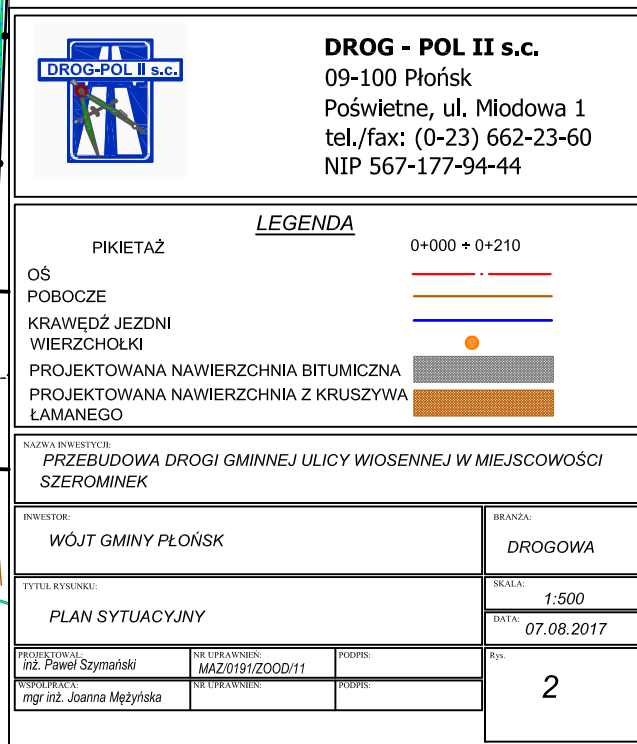 DROG-POL II s.c.
DROG - POL II s.c.
09-100 Płońsk
Poświetne, ul. Miodowa 1
tel./fax: (0-23) 662-23-60
NIP 567-177-94-44
LEGENDA
PIKIETAŻ 0+000 ÷ 0+210
OŚ
POBOCZE
KRAWĘDŹ JEZDNI
WIERZCHOŁKI
PROJEKTOWANA NAWIERZCHNIA BITUMICZNA
PROJEKTOWANA NAWIERZCHNIA Z KRUSZYWA
ŁAMANEGO
NAZWA INWESTYCJI:
PRZEBUDOWA DROGI GMINNEJ ULICY WIOSENNEJ W MIEJSCOWOŚCI
SZEROMINEK
INWESTOR:
WÓJT GMINY PŁOŃSK
BRANŻA:
DROGOWA
TYTUŁ RYSUNKU:
PLAN SYTUACYJNY
SKALA:
1:500
DATA: 07.08.2017
PROJEKTOWAŁ: NR UPRAWNIEŃ: PODPIS:
inż. Paweł Szymański MAZ/0191/ZOOD/11
WSPÓŁPRACA: NR UPRAWNIEŃ: PODPIS:
mgr inż. Joanna Mężyńska
Rys.
2